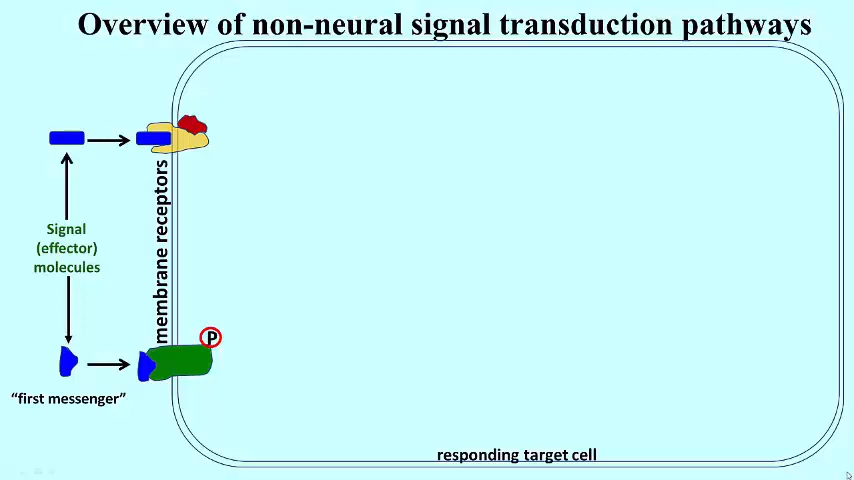 Overview of non-neural signal transduction pathways
Signal
(effector)
molecules
membrane receptors
P
“first messenger”
responding target cell